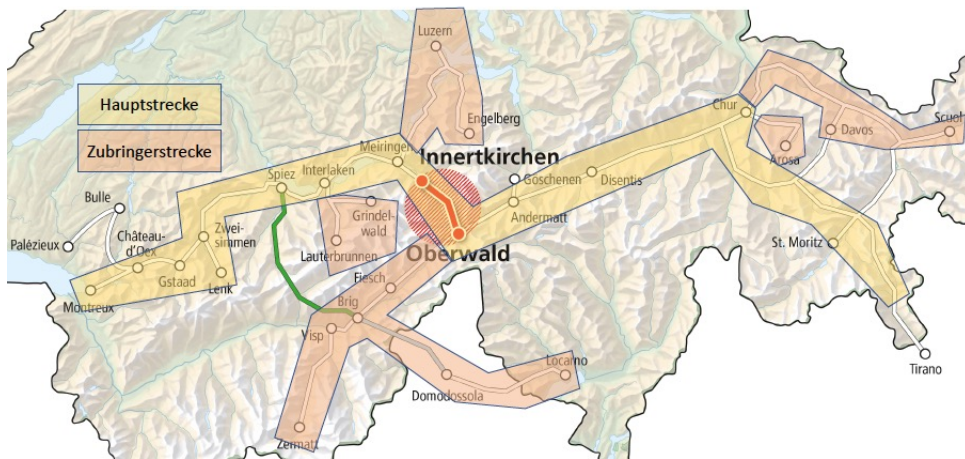 Luzern
Hauptstrecke
Zubringerstrecke
Engelberg
Chur
Davos
Scuol
Arosa
Meiringen
Innertkirchen
Interlaken
Spiez
Göschenen
Disentis
Andermatt
Bulle
Palézieux
Château-
d'Oex
Zwei-
simmen
Grindel-
wald
Lauterbrunnen
Oberwald
St. Moritz
Gstaad
Lenk
Montreux
Fiesch
Brig
Visp
Locarno
Domodossola
Tirano
Zermatt